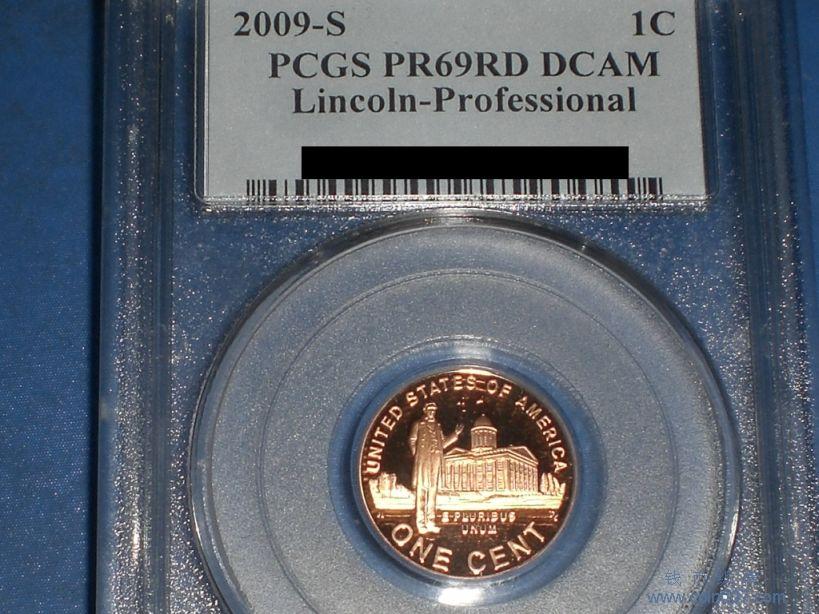 2009-S 1C
PCGS PR69RD DCAM
Lincoln-Professional
UNITED STATES OF AMERICA
E·PLURIBUS
UNUM
ONE CENT